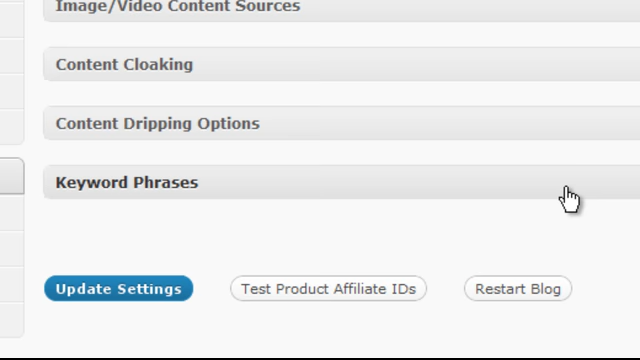 Image/Video Content Sources
Content Cloaking
Content Dripping Options
Keyword Phrases
Update Settings Test Product Affiliate IDs Restart Blog